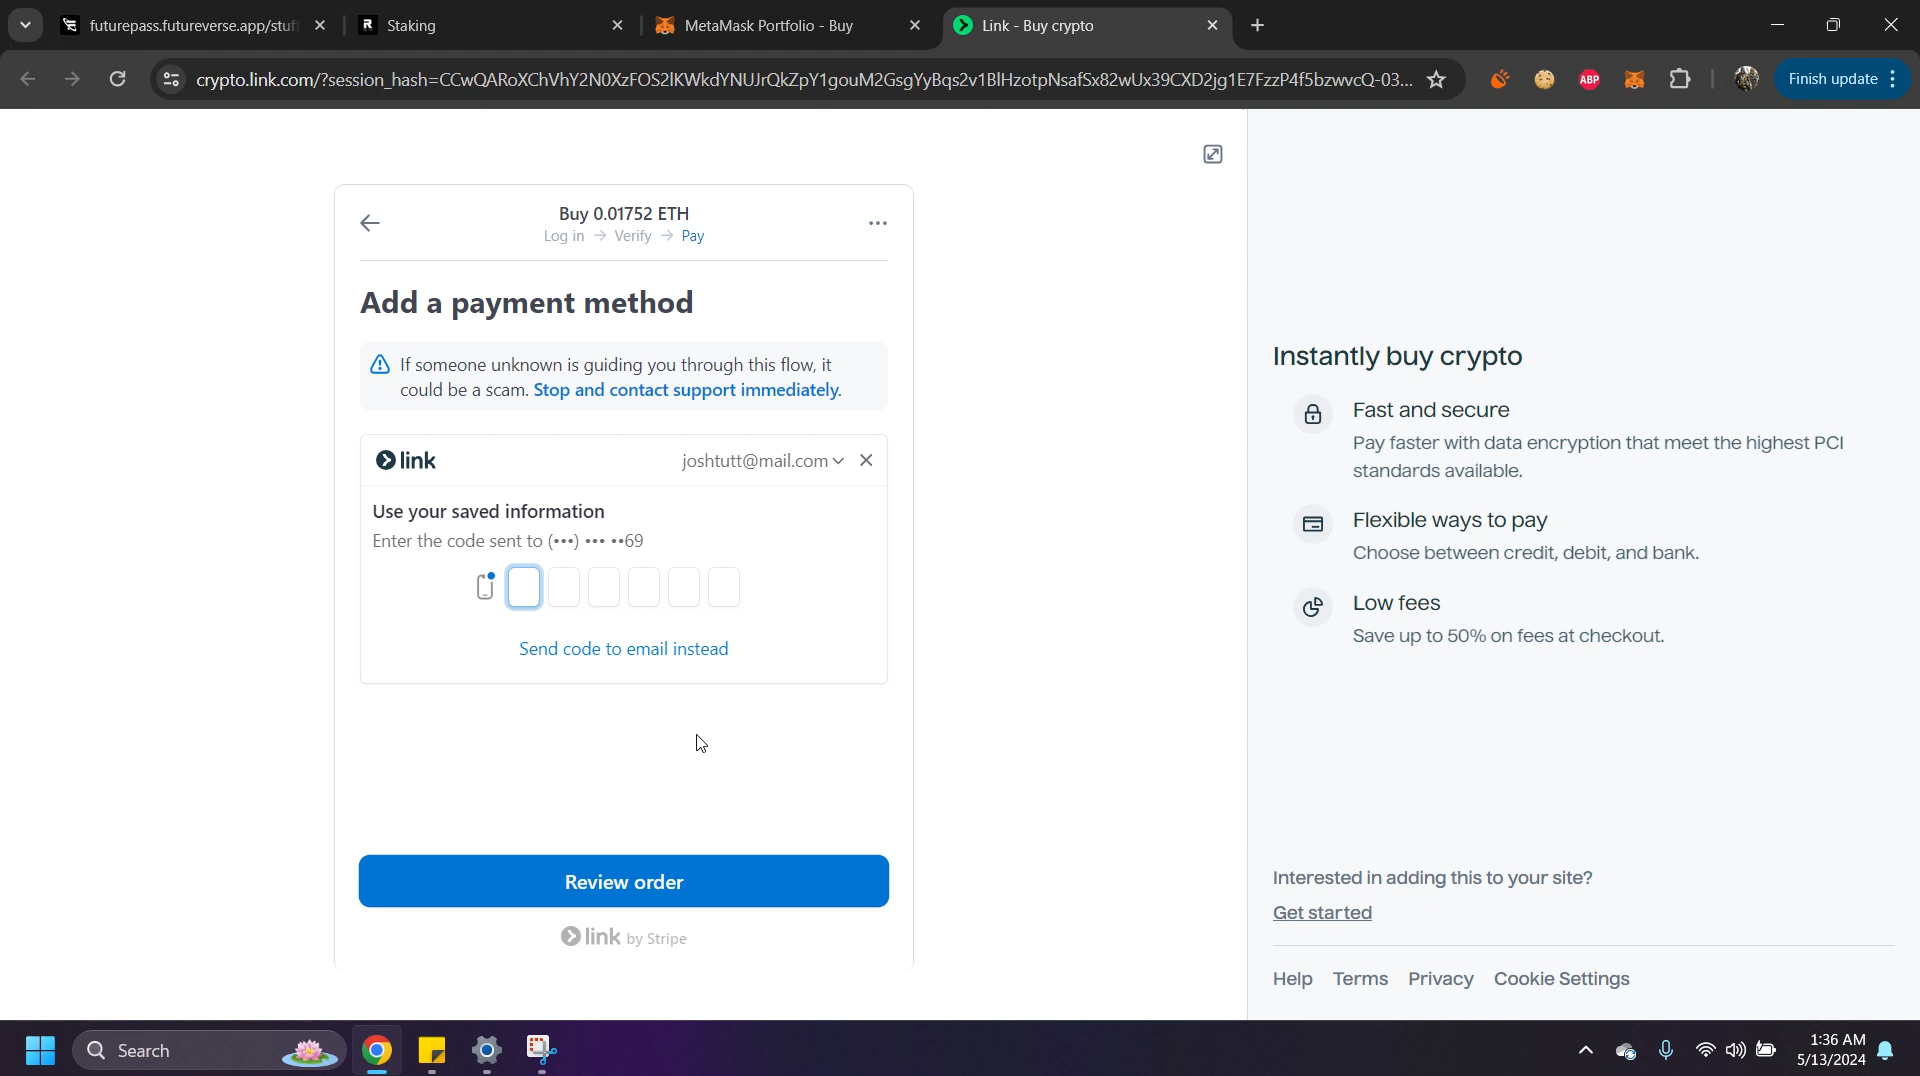 futurepass.futureverse.app/stuf
Staking
MetaMask Portfolio - Buy
Link - Buy crypto
crypto.link.com/?session_hash=CCwQARoXChVhY2N0XzFOS2lKWkdYNUJrQkZpY1gouM2GsgYyBqs2v1BlHzotpNsafSx82wUx39CXD2jg1E7FzzP4f5bzwvcQ-03...
ABP
Finish update
Buy 0.01752 ETH
Log in → Verify → Pay
Add a payment method
If someone unknown is guiding you through this flow, it
could be a scam. Stop and contact support immediately.
link
joshtutt@mail.com
Use your saved information
Enter the code sent to (•••) ••• ••69
Send code to email instead
Review order
link by Stripe
Instantly buy crypto
Fast and secure
Pay faster with data encryption that meet the highest PCI
standards available.
Flexible ways to pay
Choose between credit, debit, and bank.
Low fees
Save up to 50% on fees at checkout.
Interested in adding this to your site?
Get started
Help Terms Privacy Cookie Settings
Search
1:36 AM
5/13/2024